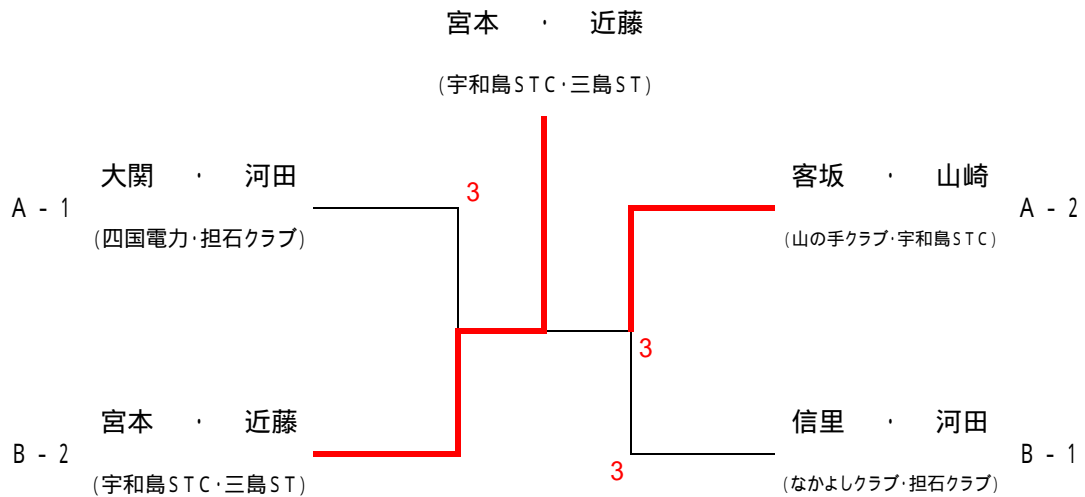 宮本 ・ 近藤
(宇和島STC・三島ST)
大関 ・ 河田
A - 1
(四国電力・担石クラブ)
3
客坂 ・ 山崎
A - 2
(山の手クラブ・宇和島STC)
3
宮本 ・ 近藤
B - 2
(宇和島STC・三島ST)
3
信里 ・ 河田
B - 1
(なかよしクラブ・担石クラブ)